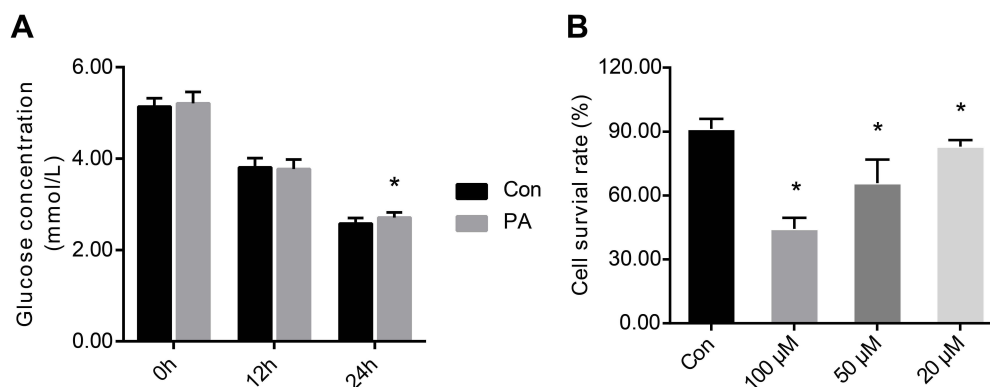 A
Glucose concentration
(mmol/L)
6.00
4.00
2.00
0.00
*
0h
12h
24h
Con
PA
B
Cell survial rate (%)
120.00
90.00
60.00
30.00
0.00
*
*
*
Con
100 μM
50 μM
20 μM